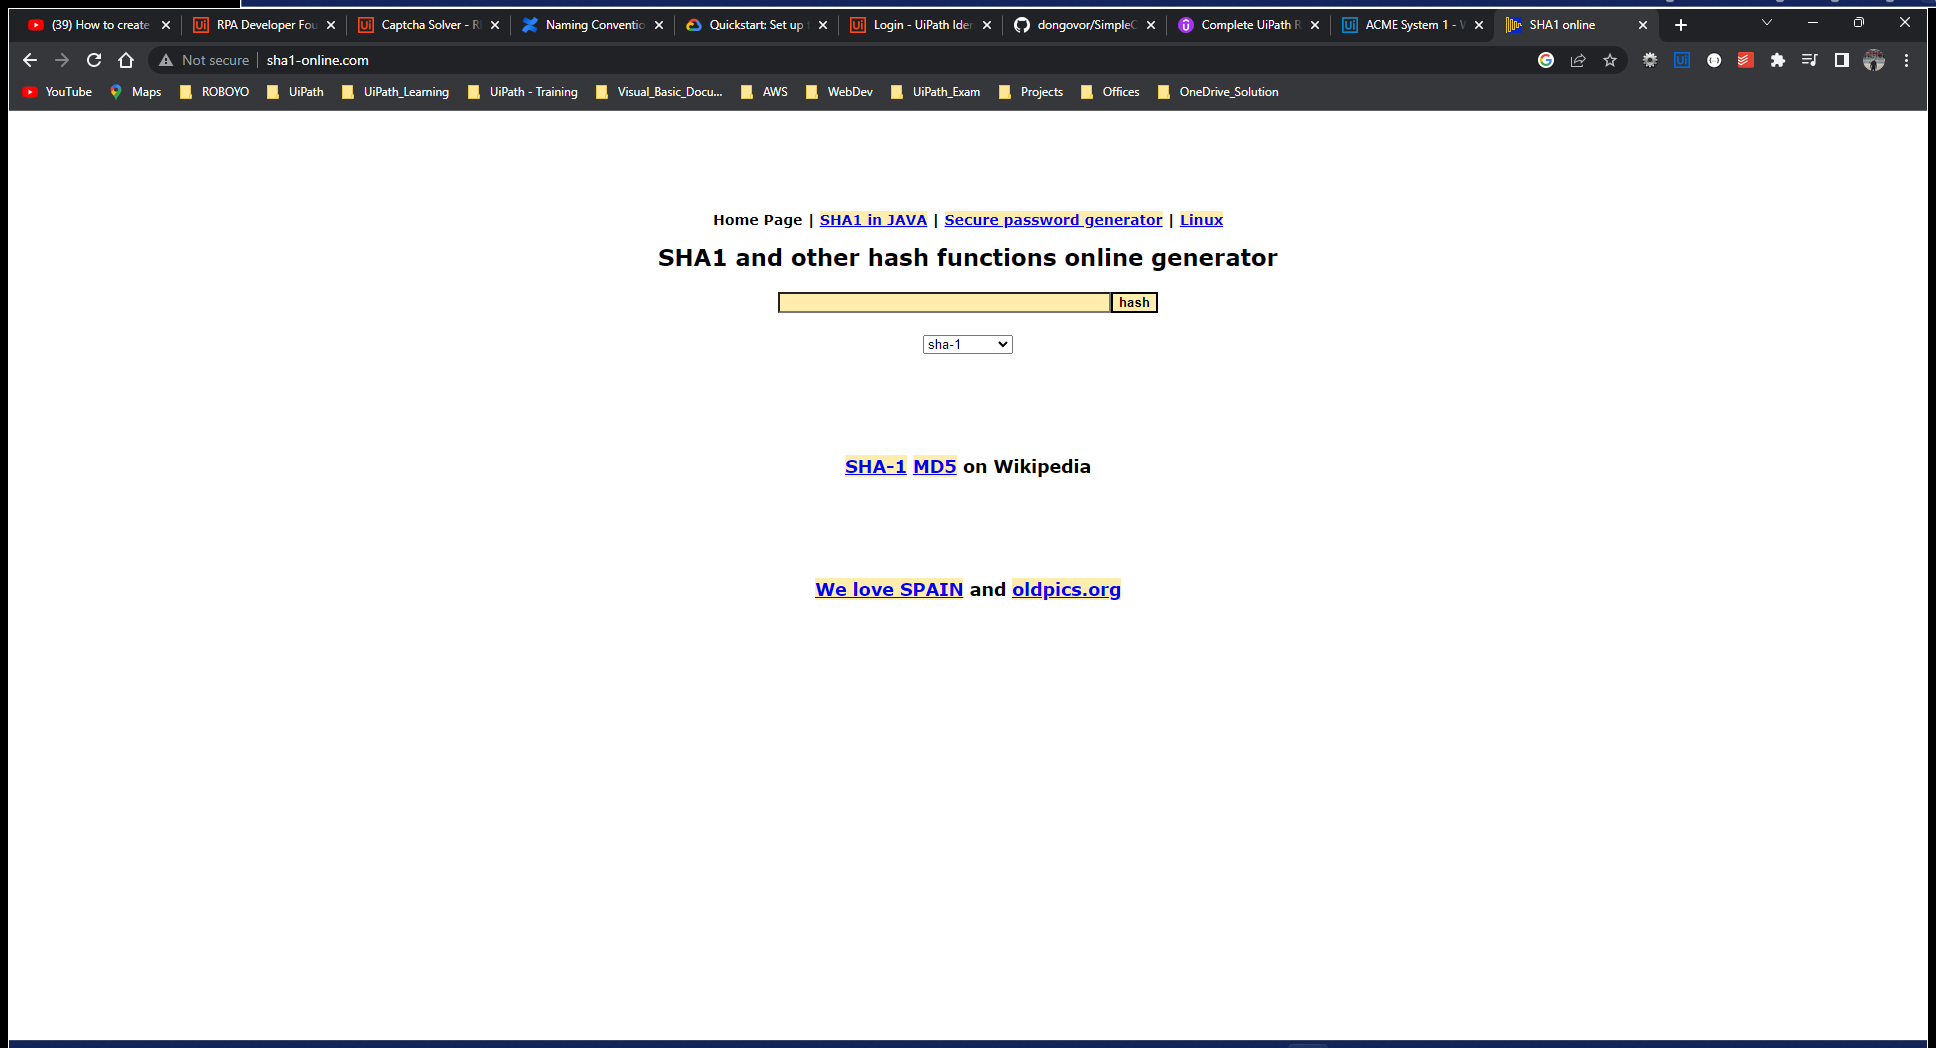 (39) How to create
RPA Developer Fou
Captcha Solver - R
Naming Conventio
Quickstart: Set up
Login - UiPath Iden
dongovor/SimpleC
Complete UiPath R
ACME System 1 - W
SHA1 online
Not secure
sha1-online.com
YouTube
Maps
ROBOYO
UiPath
UiPath_Learning
UiPath - Training
Visual_Basic_Docu...
AWS
WebDev
UiPath_Exam
Projects
Offices
OneDrive_Solution
Home Page | SHA1 in JAVA | Secure password generator | Linux
SHA1 and other hash functions online generator
hash
sha-1
SHA-1 MD5 on Wikipedia
We love SPAIN and oldpics.org